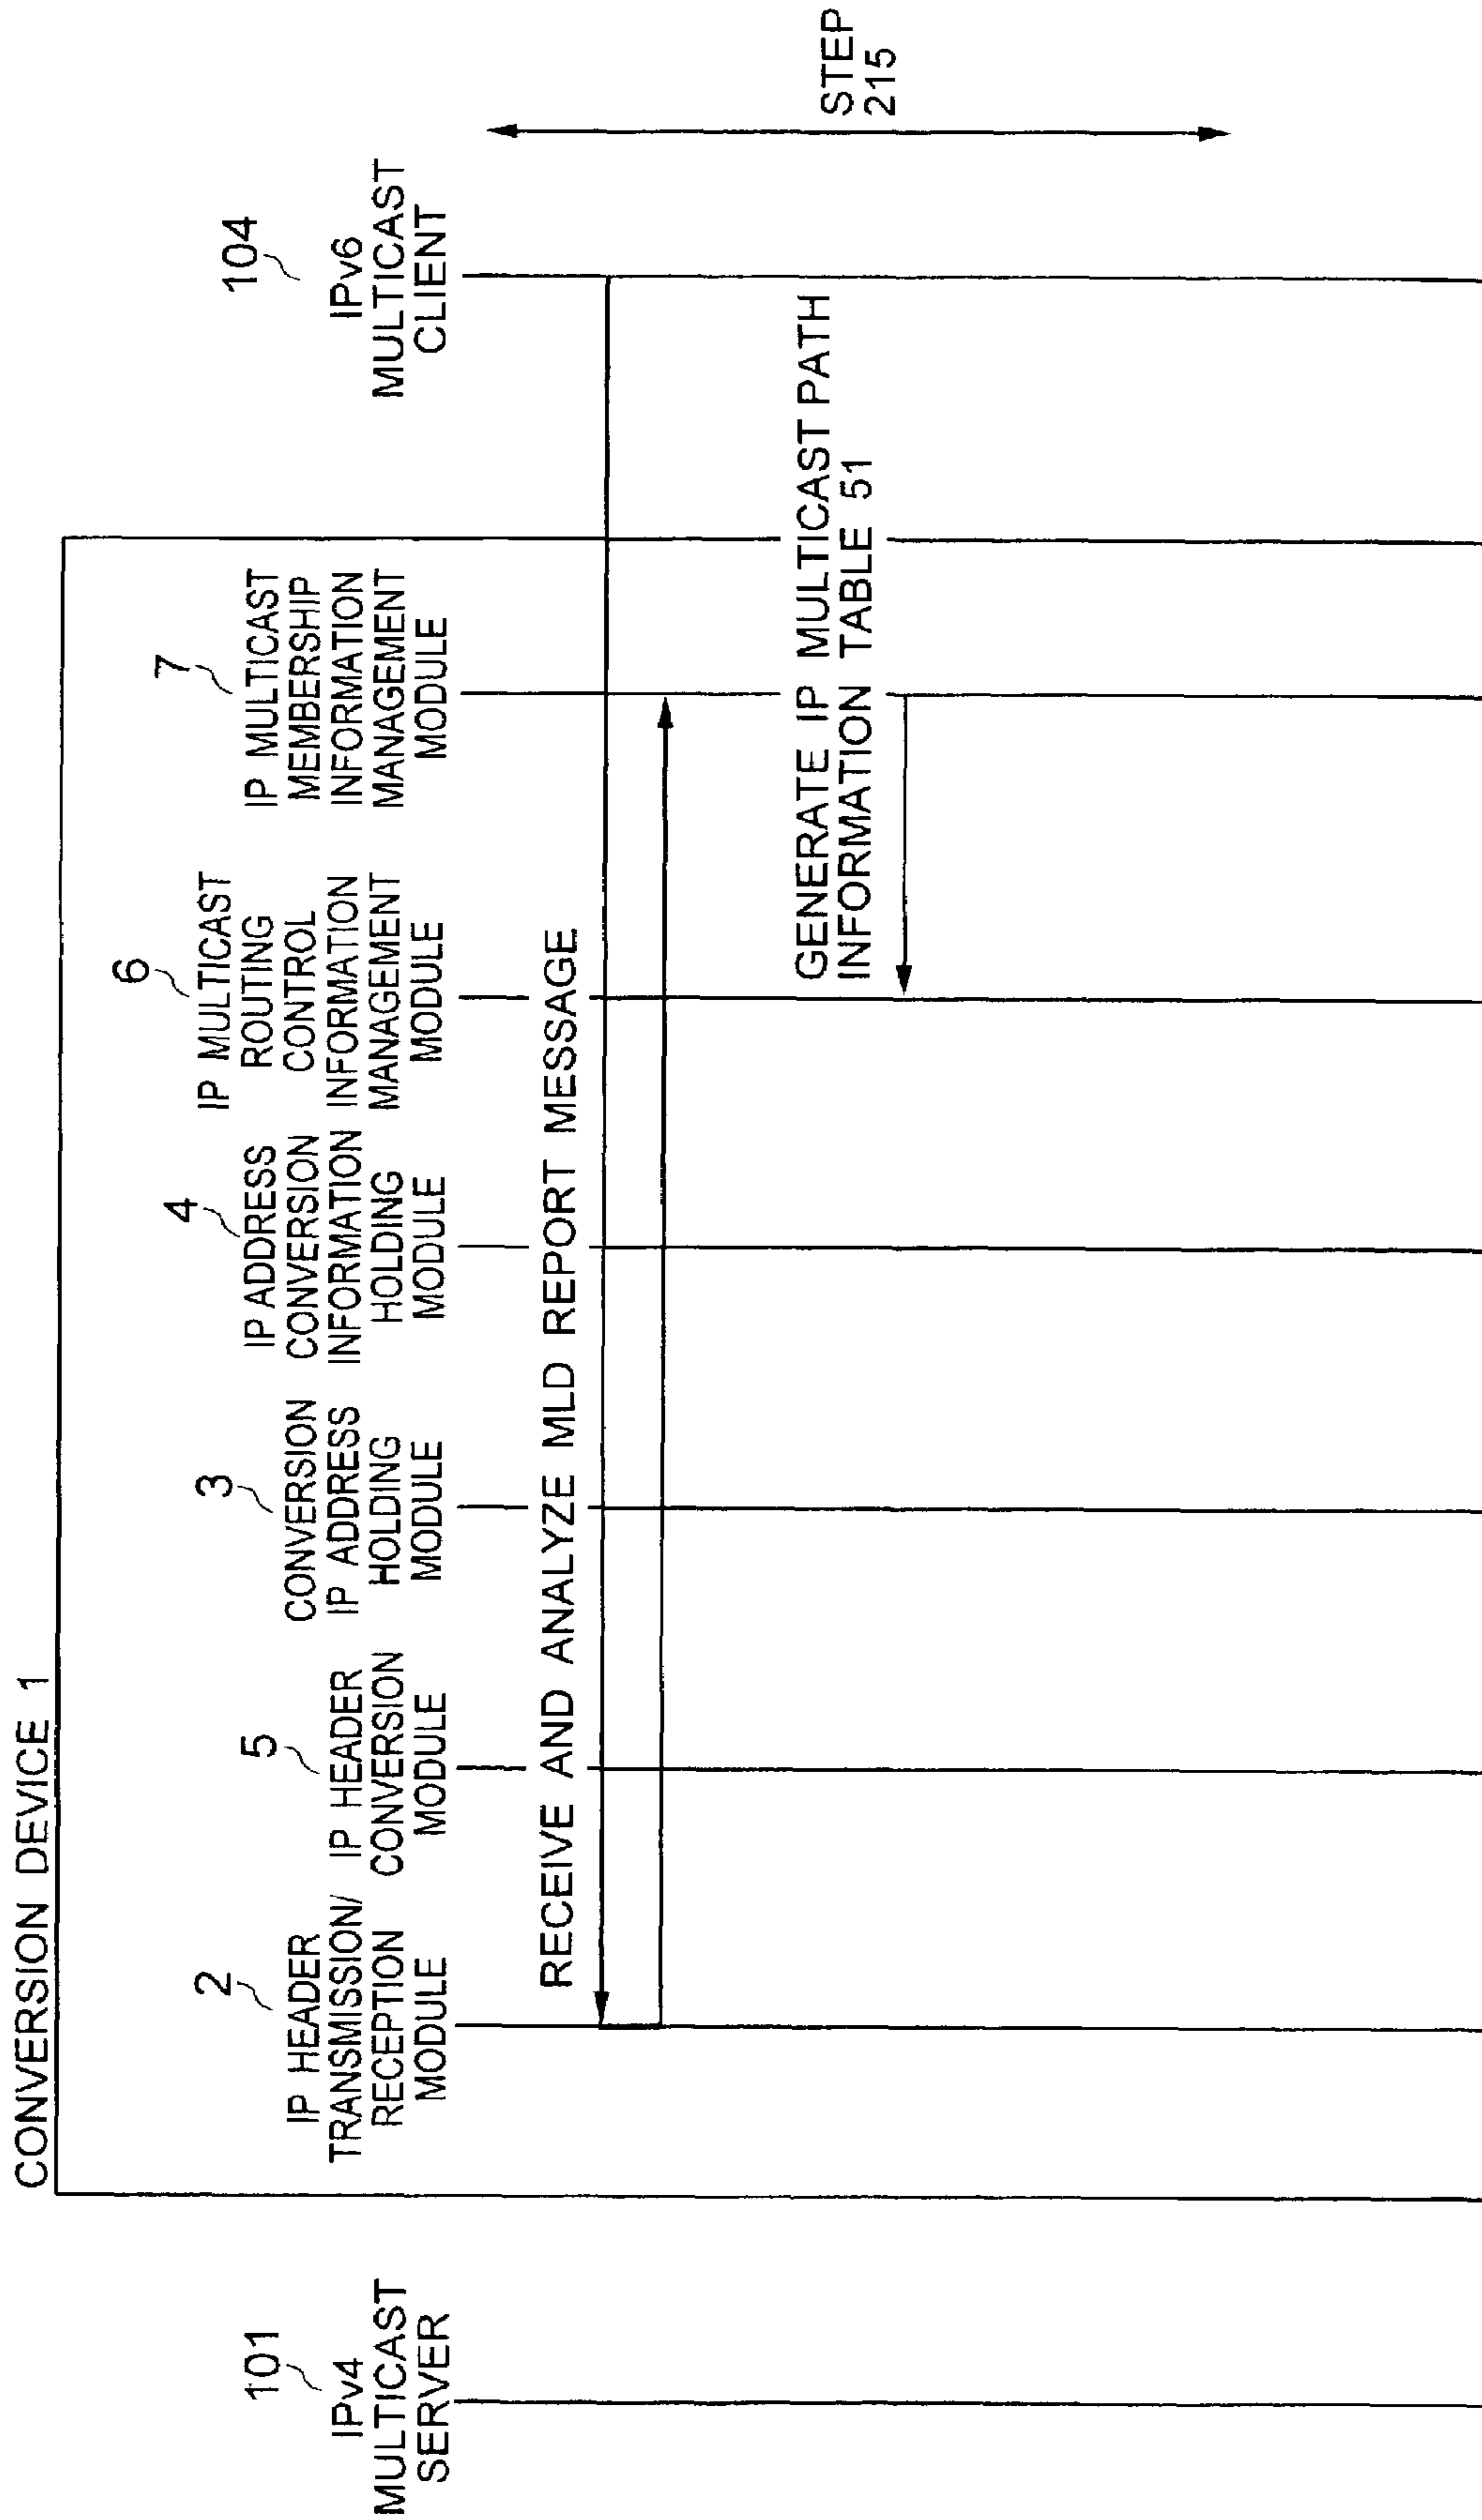 CONVERSION DEVICE 1
101
IPv4
MULTICAST
SERVER
2
IP HEADER
TRANSMISSION/
RECEPTION
MODULE
5
IP HEADER
CONVERSION
MODULE
3
CONVERSION
IP ADDRESS
HOLDING
MODULE
4
IP ADDRESS
CONVERSION
INFORMATION
HOLDING
MODULE
6
IP MULTICAST
ROUTING
CONTROL
INFORMATION
MANAGEMENT
MODULE
7
IP MULTICAST
MEMBERSHIP
INFORMATION
MANAGEMENT
MODULE
104
IPv6
MULTICAST
CLIENT
RECEIVE AND ANALYZE MLD REPORT MESSAGE
GENERATE IP MULTICAST PATH
INFORMATION TABLE 51
STEP
215